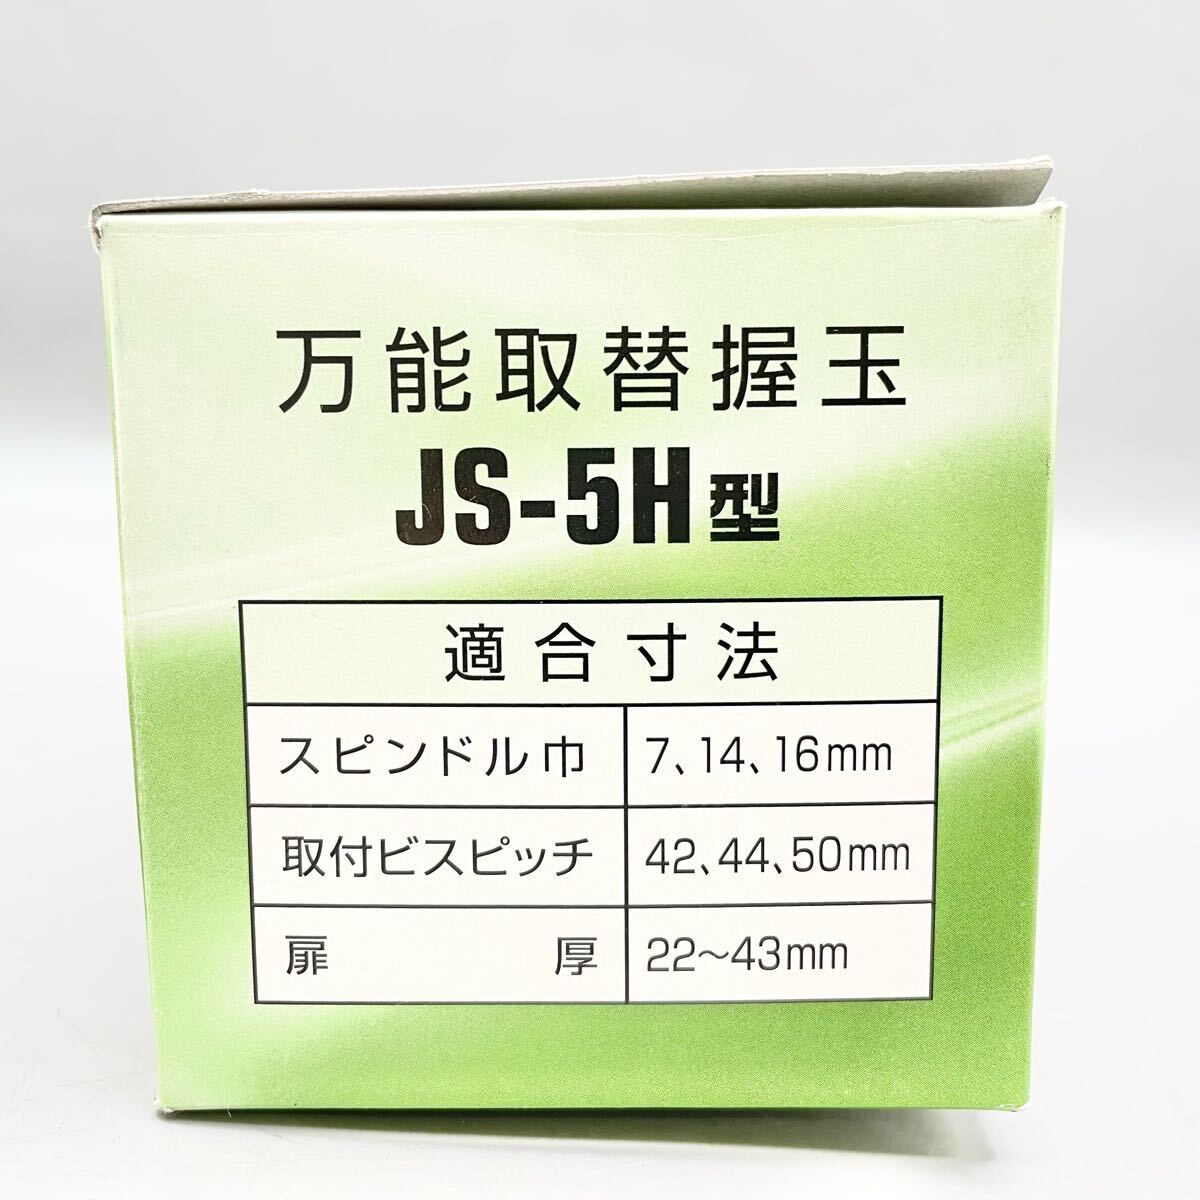 万能取替握玉
JS-5H型
適合寸法
スピンドル巾 7、14、16mm
取付ビスピッチ 42、44、50mm
扉厚 22〜43mm